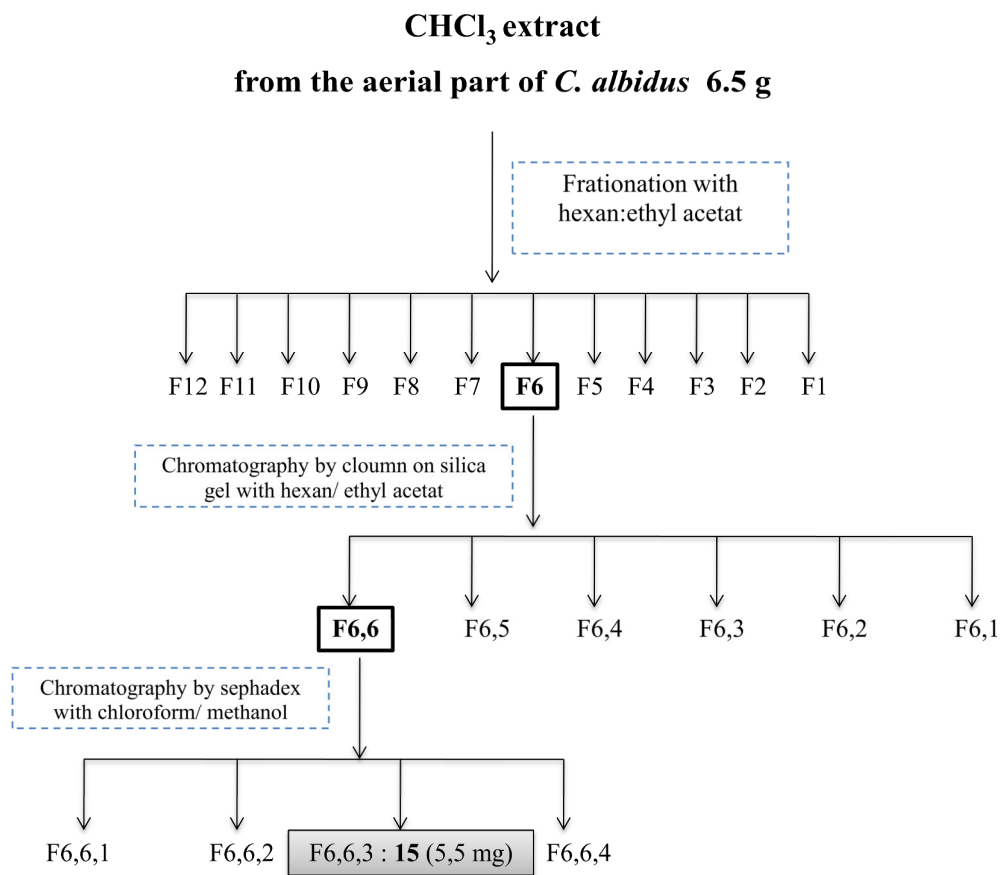 CHCl₃ extract
from the aerial part of C. albidus 6.5 g
Frationation with
hexan:ethyl acetat
F12 F11 F10 F9 F8 F7 F6 F5 F4 F3 F2 F1
Chromatography by cloumn on silica
gel with hexan/ ethyl acetat
F6,6 F6,5 F6,4 F6,3 F6,2 F6,1
Chromatography by sephadex
with chloroform/ methanol
F6,6,1 F6,6,2 F6,6,3 : 15 (5,5 mg) F6,6,4